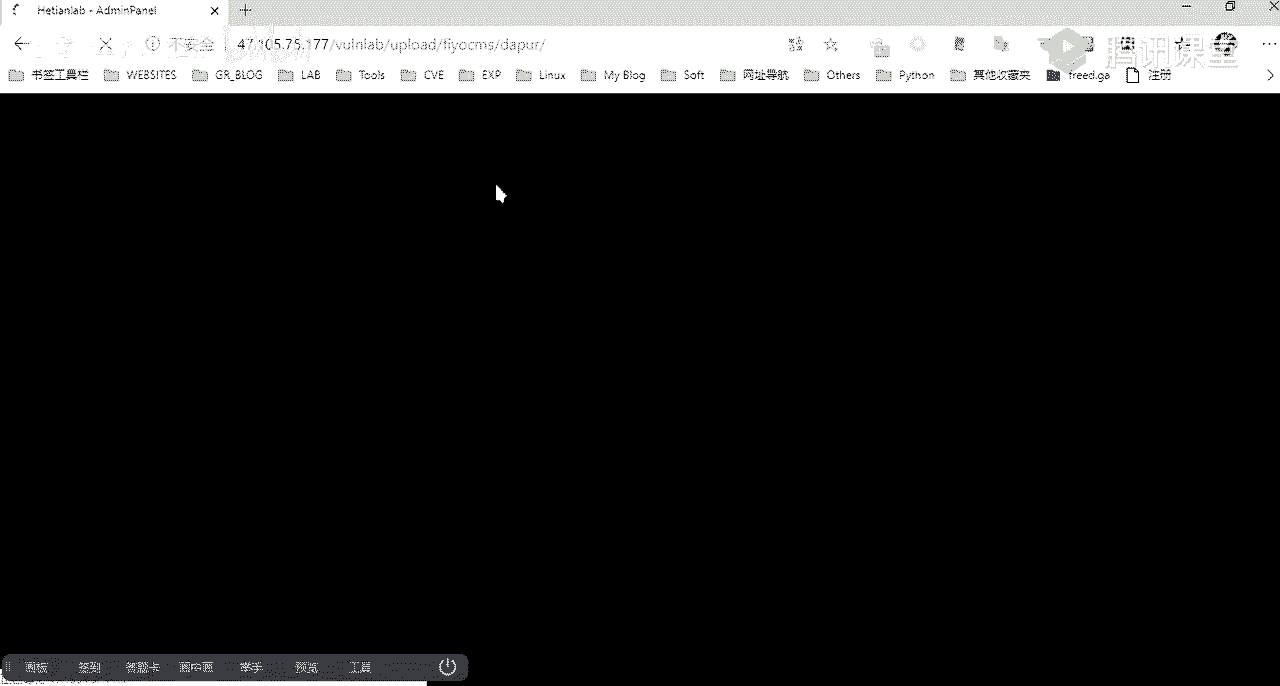 Hetianlab - AdminPanel
不安全 47.105.75.177/vulnlab/upload/fiyocms/dapur/
腾讯课堂
书签工具栏 WEBSITES GR_BLOG LAB Tools CVE EXP Linux My Blog Soft 网址导航 Others Python 其他收藏夹 freed.ga 注册
画板 签到 答题卡 画中画 举手 预览 工具